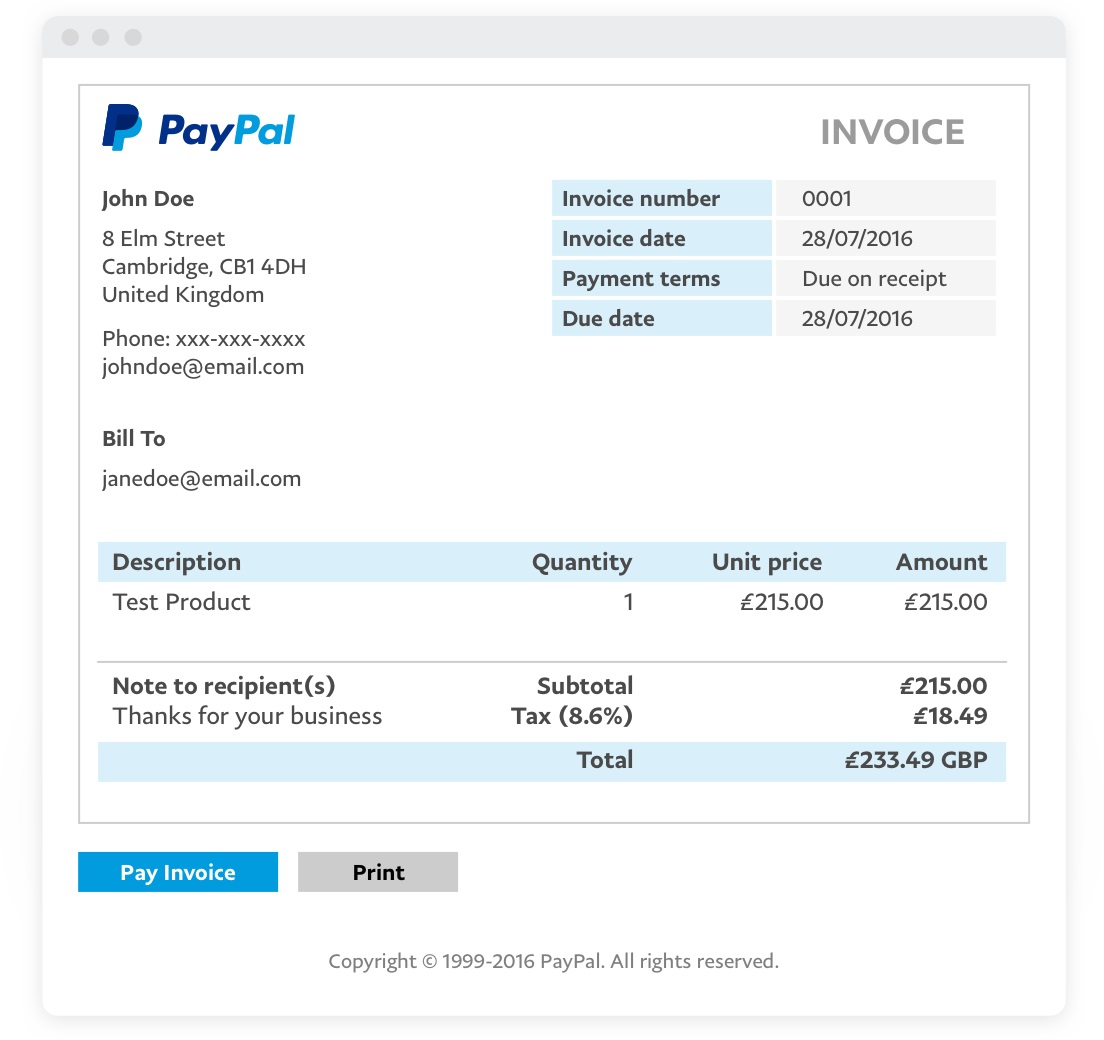 PayPal
INVOICE
John Doe
8 Elm Street
Cambridge, CB1 4DH
United Kingdom
Phone: xxx-xxx-xxxx
johndoe@email.com
Invoice number 0001
Invoice date 28/07/2016
Payment terms Due on receipt
Due date 28/07/2016
Bill To
janedoe@email.com
Description Quantity Unit price Amount
Test Product 1 £215.00 £215.00
Note to recipient(s) Subtotal £215.00
Thanks for your business Tax (8.6%) £18.49
Total £233.49 GBP
Pay Invoice Print
Copyright © 1999-2016 PayPal. All rights reserved.